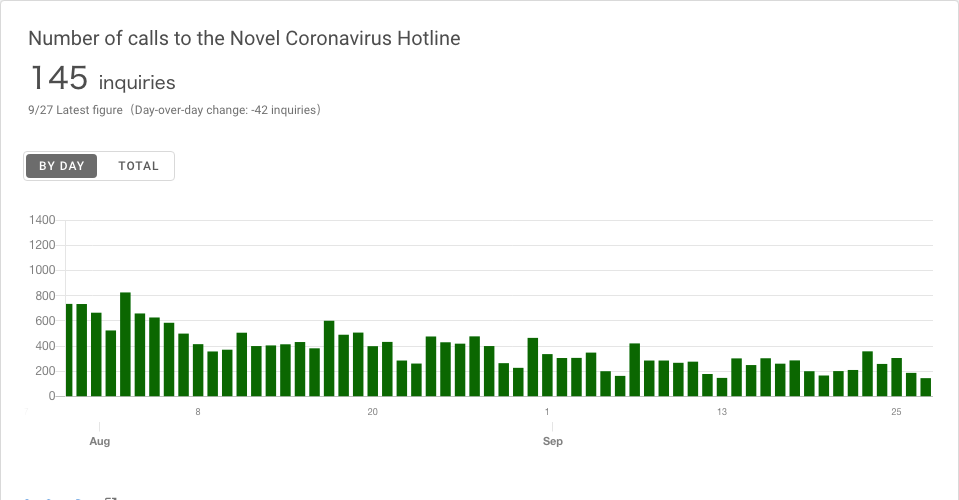 Number of calls to the Novel Coronavirus Hotline
145 inquiries
9/27 Latest figure（Day-over-day change: -42 inquiries）
BY DAY TOTAL
1400
1200
1000
800
600
400
200
0
8 20 1 13 25
Aug Sep